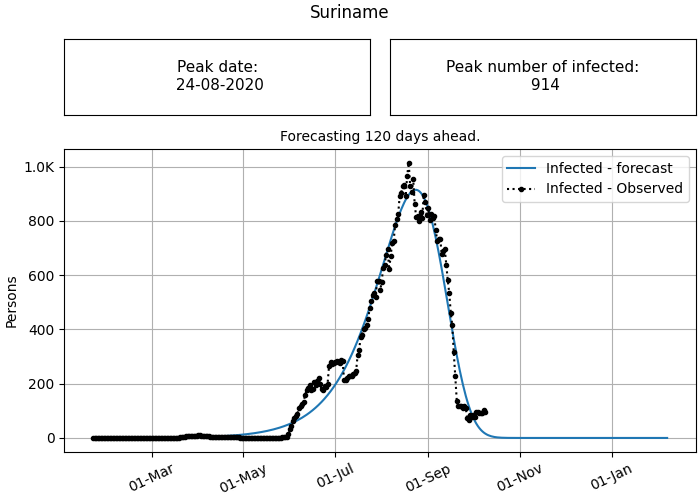 Suriname
Peak date:
24-08-2020
Peak number of infected:
914
Forecasting 120 days ahead.
Infected - forecast
Infected - Observed
Persons
1.0K
800
600
400
200
0
01-Mar
01-May
01-Jul
01-Sep
01-Nov
01-Jan